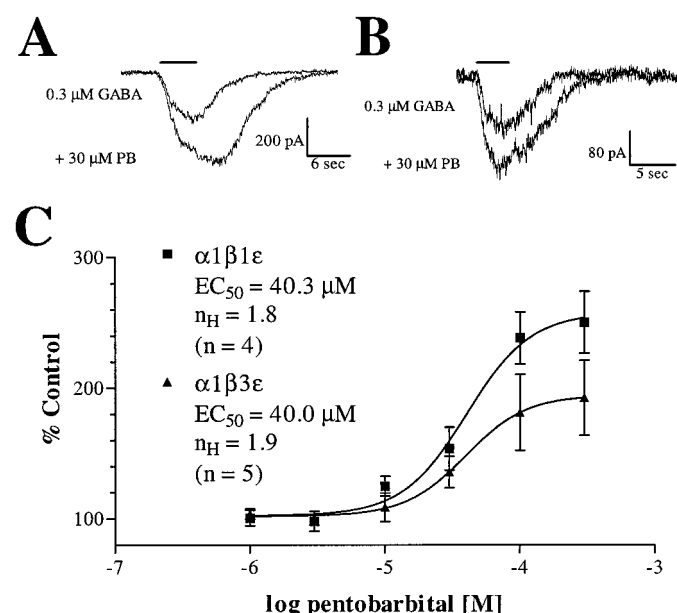 A
B
0.3 µM GABA
+ 30 µM PB
200 pA
6 sec
0.3 µM GABA
+ 30 µM PB
80 pA
5 sec
C
300
200
100
% Control
α1β1ε
EC50 = 40.3 µM
nH = 1.8
(n = 4)
α1β3ε
EC50 = 40.0 µM
nH = 1.9
(n = 5)
-7 -6 -5 -4 -3
log pentobarbital [M]